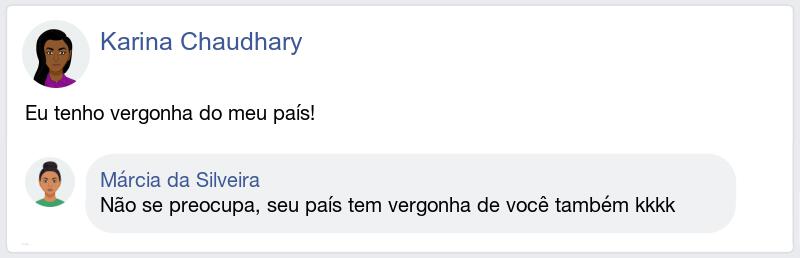 Karina Chaudhary
Eu tenho vergonha do meu país!
Márcia da Silveira
Não se preocupa, seu país tem vergonha de você também kkkk